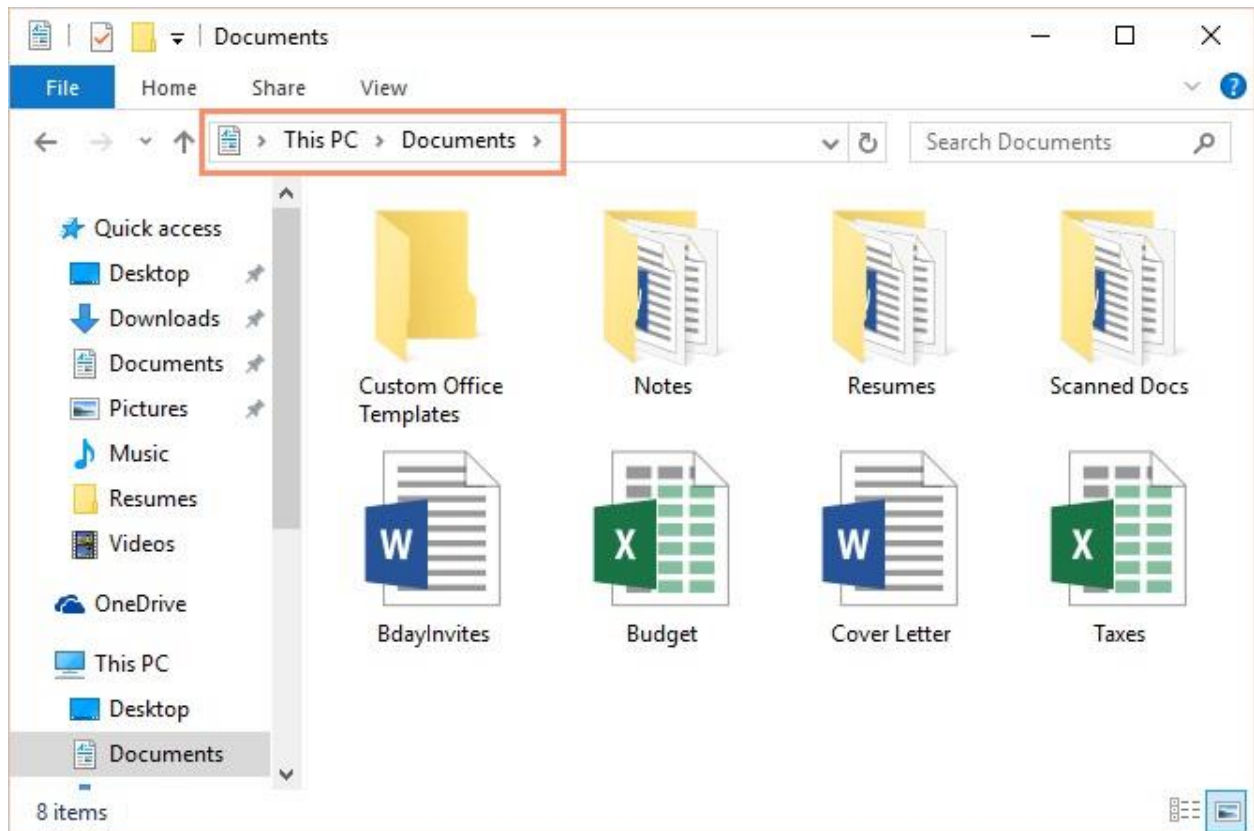 Documents
File Home Share View
This PC > Documents >
Search Documents
Quick access
Desktop
Downloads
Documents
Pictures
Music
Resumes
Videos
OneDrive
This PC
Desktop
Documents
Custom Office
Templates
Notes
Resumes
Scanned Docs
W
BdayInvites
X
Budget
W
Cover Letter
X
Taxes
8 items